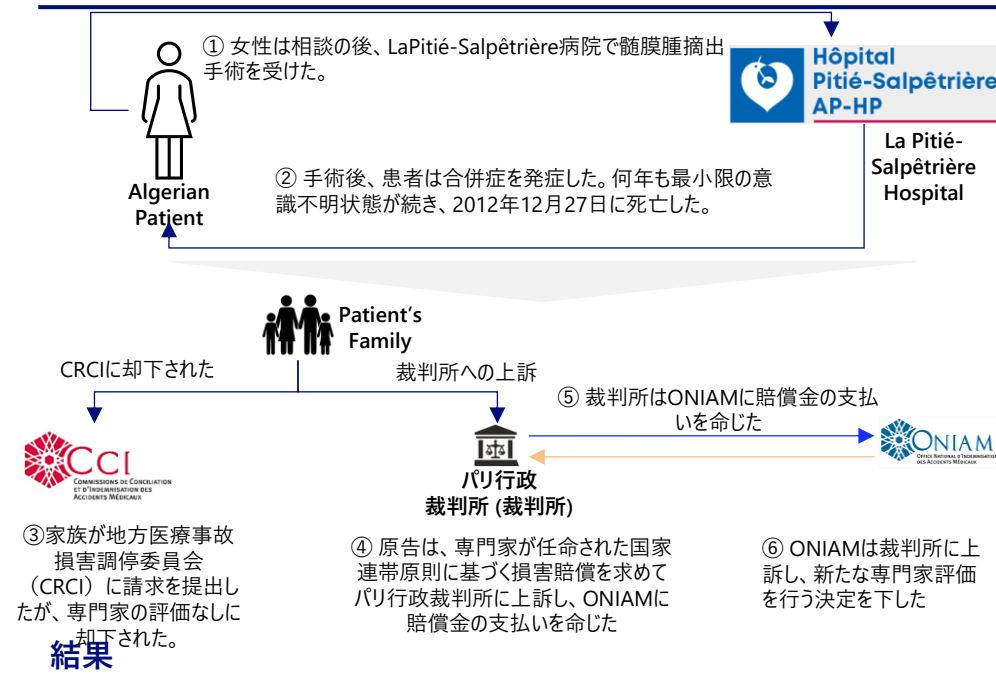 ① 女性は相談の後、LaPitié-Salpêtrière病院で髄膜腫摘出
手術を受けた。
Hôpital
Pitié-Salpêtrière
AP-HP
La Pitié-
Salpêtrière
Hospital
Algerian
Patient
② 手術後、患者は合併症を発症した。何年も最小限の意
識不明状態が続き、2012年12月27日に死亡した。
Patient's
Family
CRCIに却下された
裁判所への上訴
⑤ 裁判所はONIAMに賠償金の支払
いを命じた
CCI
COMMISSIONS DE CONCILIATION
ET D'INDEMNISATION DES
ACCIDENTS MÉDICAUX
パリ行政
裁判所 (裁判所)
ONIAM
OFFICE NATIONAL D'INDEMNISATION
DES ACCIDENTS MÉDICAUX
③家族が地方医療事故
損害調停委員会
（CRCI）に請求を提出し
たが、専門家の評価なしに
却下された。
④ 原告は、専門家が任命された国家
連帯原則に基づく損害賠償を求めて
パリ行政裁判所に上訴し、ONIAMに
賠償金の支払いを命じた
⑥ ONIAMは裁判所に上
訴し、新たな専門家評価
を行う決定を下した
結果